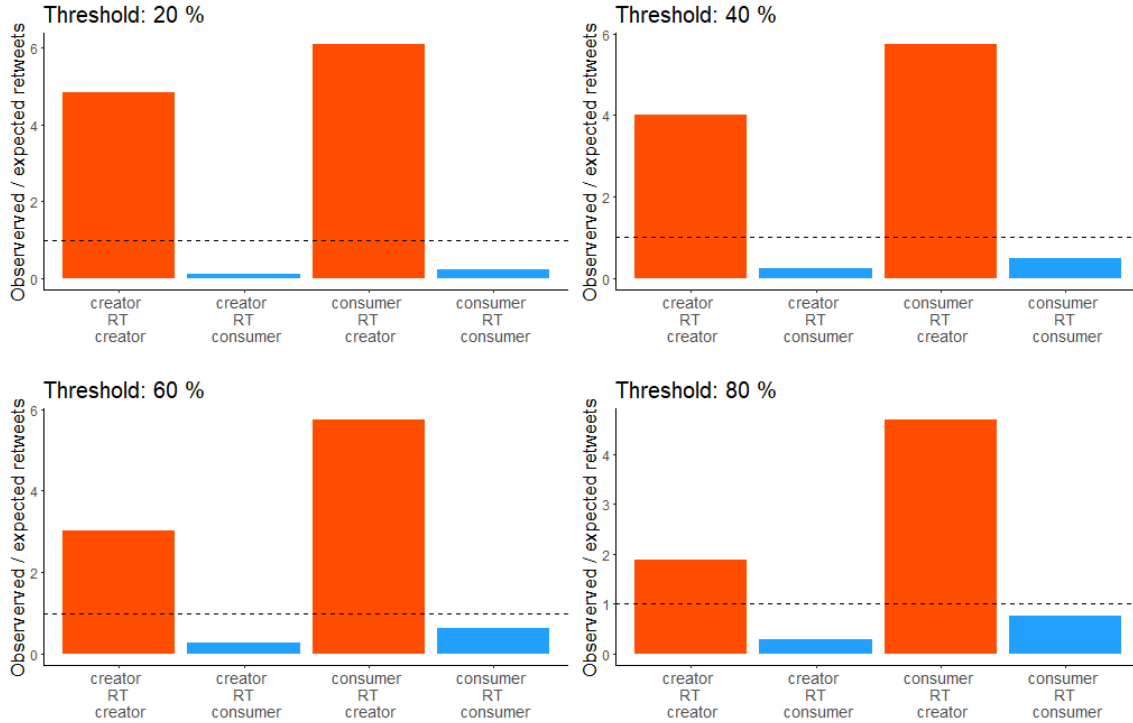 Threshold: 20 %
Observerved / expected retweets
6
4
2
0
creator
RT
creator
creator
RT
consumer
consumer
RT
creator
consumer
RT
consumer
Threshold: 40 %
Observerved / expected retweets
6
4
2
0
creator
RT
creator
creator
RT
consumer
consumer
RT
creator
consumer
RT
consumer
Threshold: 60 %
Observerved / expected retweets
6
4
2
0
creator
RT
creator
creator
RT
consumer
consumer
RT
creator
consumer
RT
consumer
Threshold: 80 %
Observerved / expected retweets
4
3
2
1
0
creator
RT
creator
creator
RT
consumer
consumer
RT
creator
consumer
RT
consumer